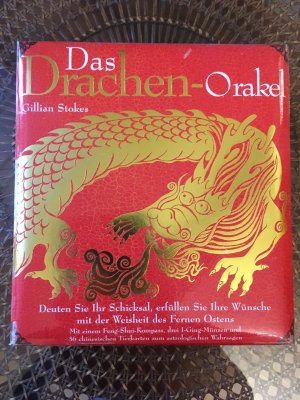 Das
Drachen-Orakel
Gillian Stokes
Deuten Sie Ihr Schicksal, erfüllen Sie Ihre Wünsche
mit der Weisheit des Fernen Ostens
Mit einem Feng-Shui-Kompass, drei I-Ging-Münzen und
36 chinesischen Tierkarten zum astrologischen Wahrsagen